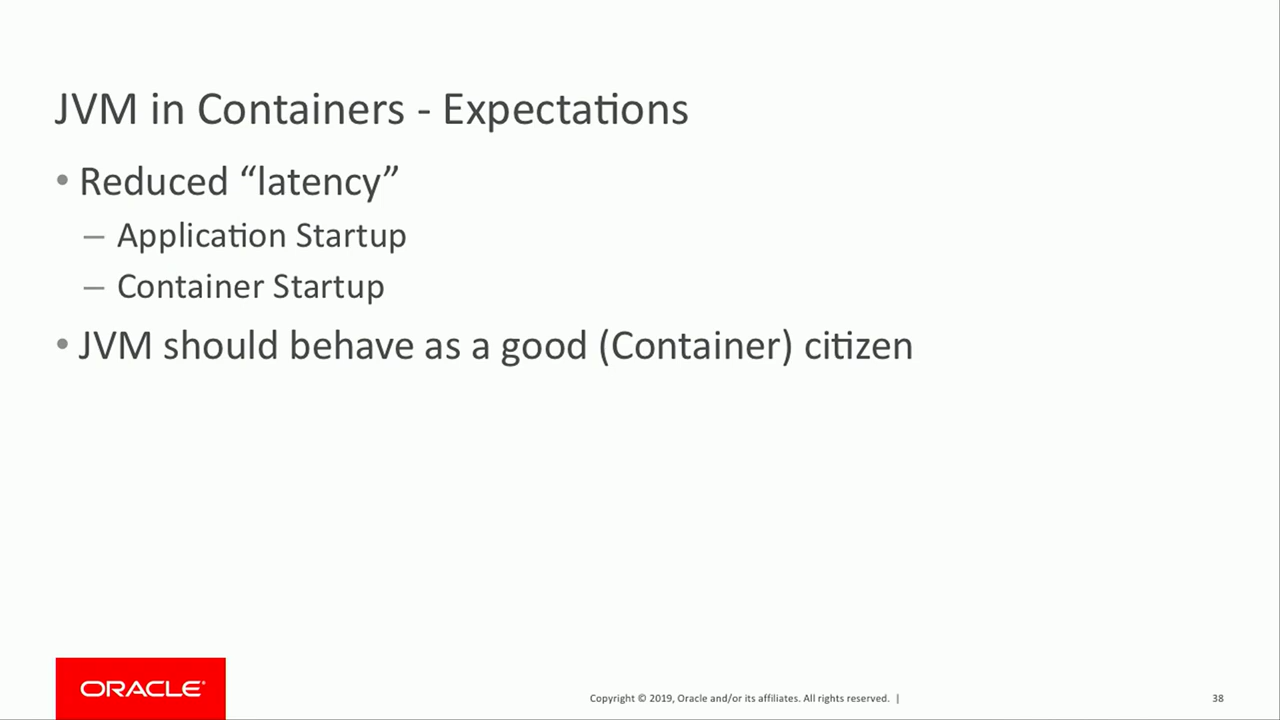 JVM in Containers - Expectations
• Reduced “latency”
– Application Startup
– Container Startup
• JVM should behave as a good (Container) citizen
ORACLE®
Copyright © 2019, Oracle and/or its affiliates. All rights reserved. |
38